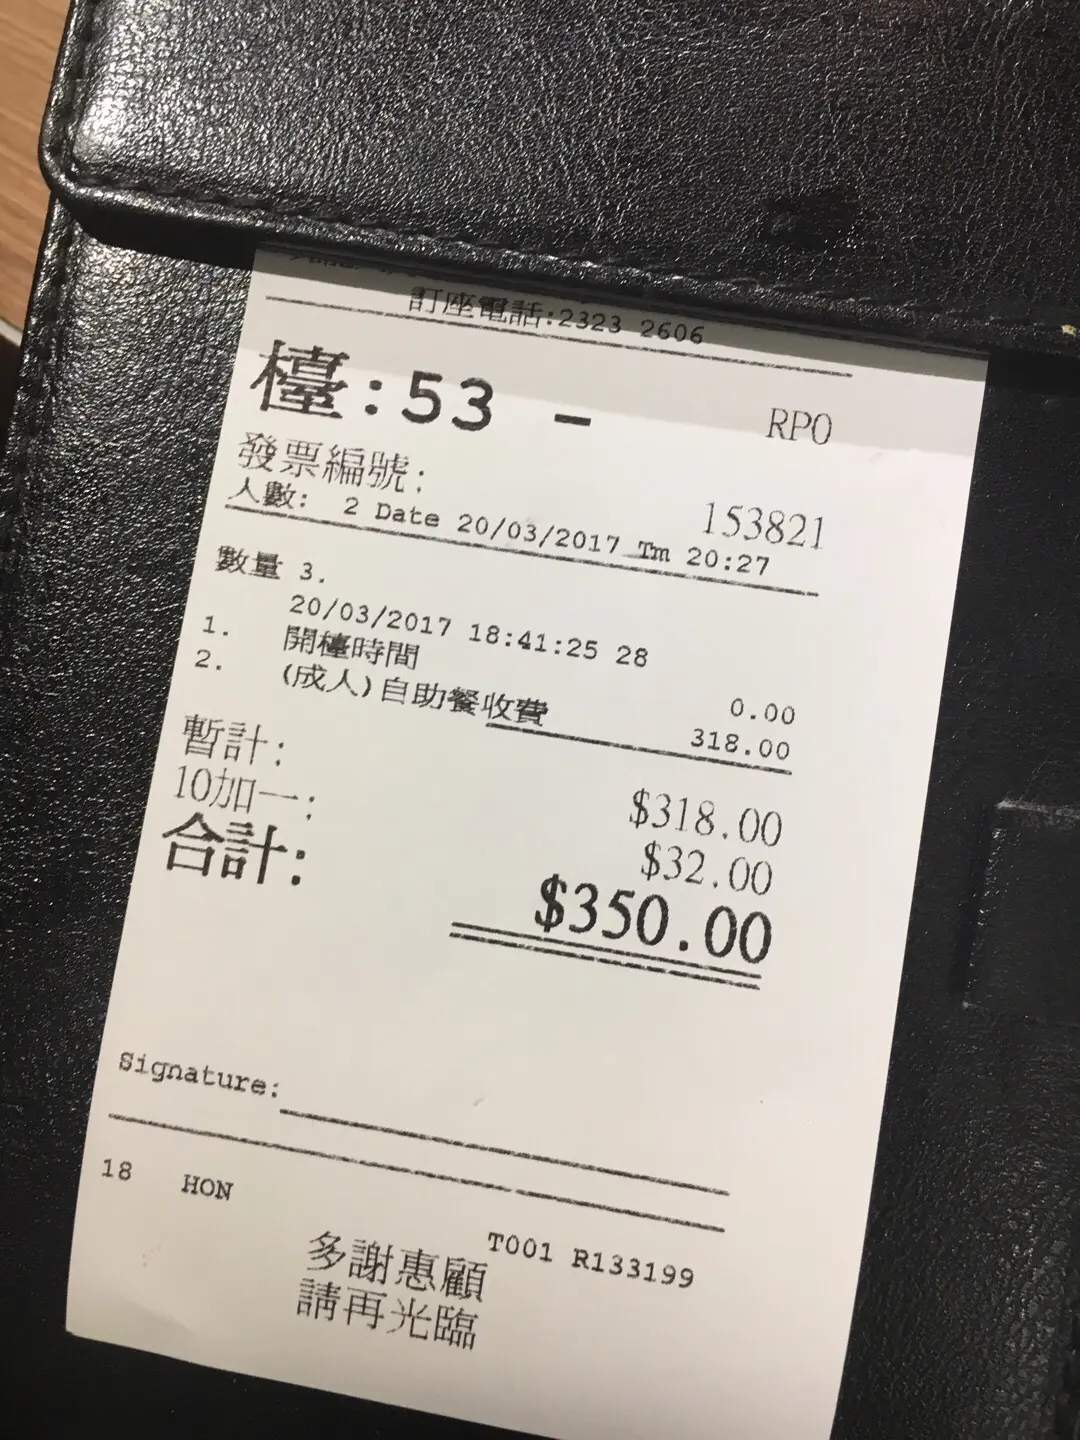 訂座電話:2323 2606
檯:53 - RP0
發票編號: 153821
人數: 2 Date 20/03/2017 Tm 20:27
數量 3.
20/03/2017 18:41:25 28
1. 開檯時間 0.00
2. (成人)自助餐收費 318.00
暫計: $318.00
10加一: $32.00
合計: $350.00
Signature:
18 HON T001 R133199
多謝惠顧
請再光臨